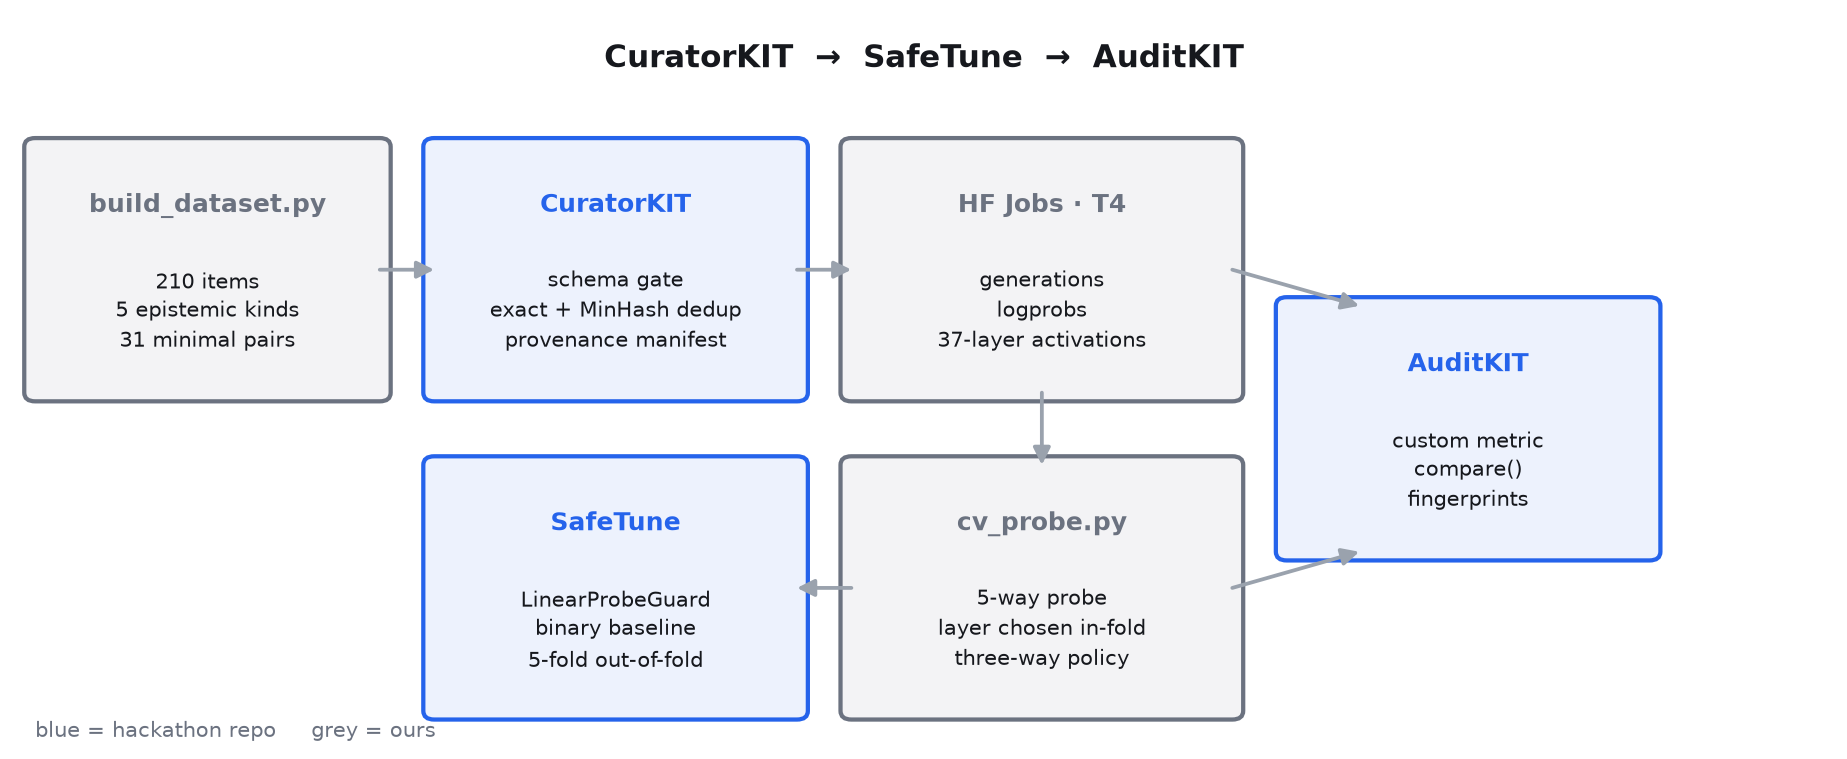 CuratorKIT → SafeTune → AuditKIT
build_dataset.py
210 items
5 epistemic kinds
31 minimal pairs
CuratorKIT
schema gate
exact + MinHash dedup
provenance manifest
HF Jobs · T4
generations
logprobs
37-layer activations
AuditKIT
custom metric
compare()
fingerprints
SafeTune
LinearProbeGuard
binary baseline
5-fold out-of-fold
cv_probe.py
5-way probe
layer chosen in-fold
three-way policy
blue = hackathon repo grey = ours